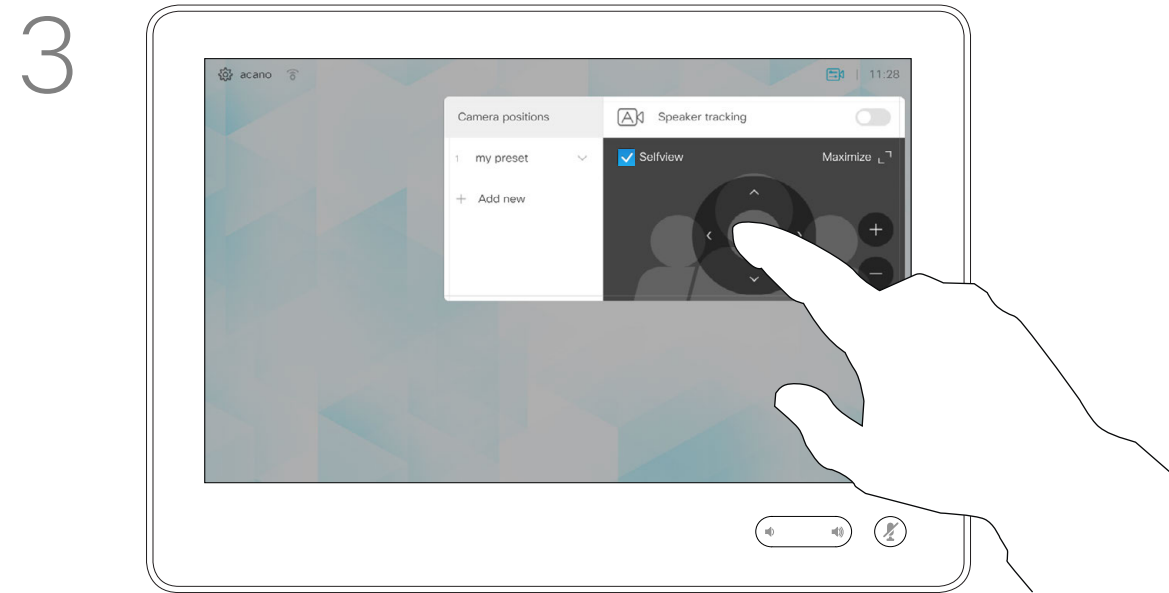 3
acano
11:28
Camera positions
Speaker tracking
1 my preset
Selfview
Maximize
+ Add new